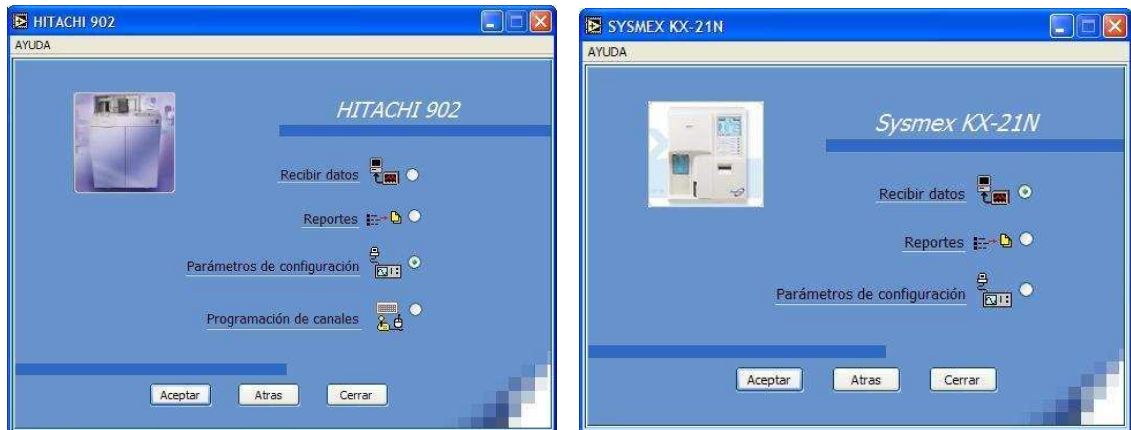 HITACHI 902
AYUDA
HITACHI 902
Recibir datos
Reportes
Parámetros de configuración
Programación de canales
Aceptar Atras Cerrar
SYSMEX KX-21N
AYUDA
Sysmex KX-21N
Recibir datos
Reportes
Parámetros de configuración
Aceptar Atras Cerrar